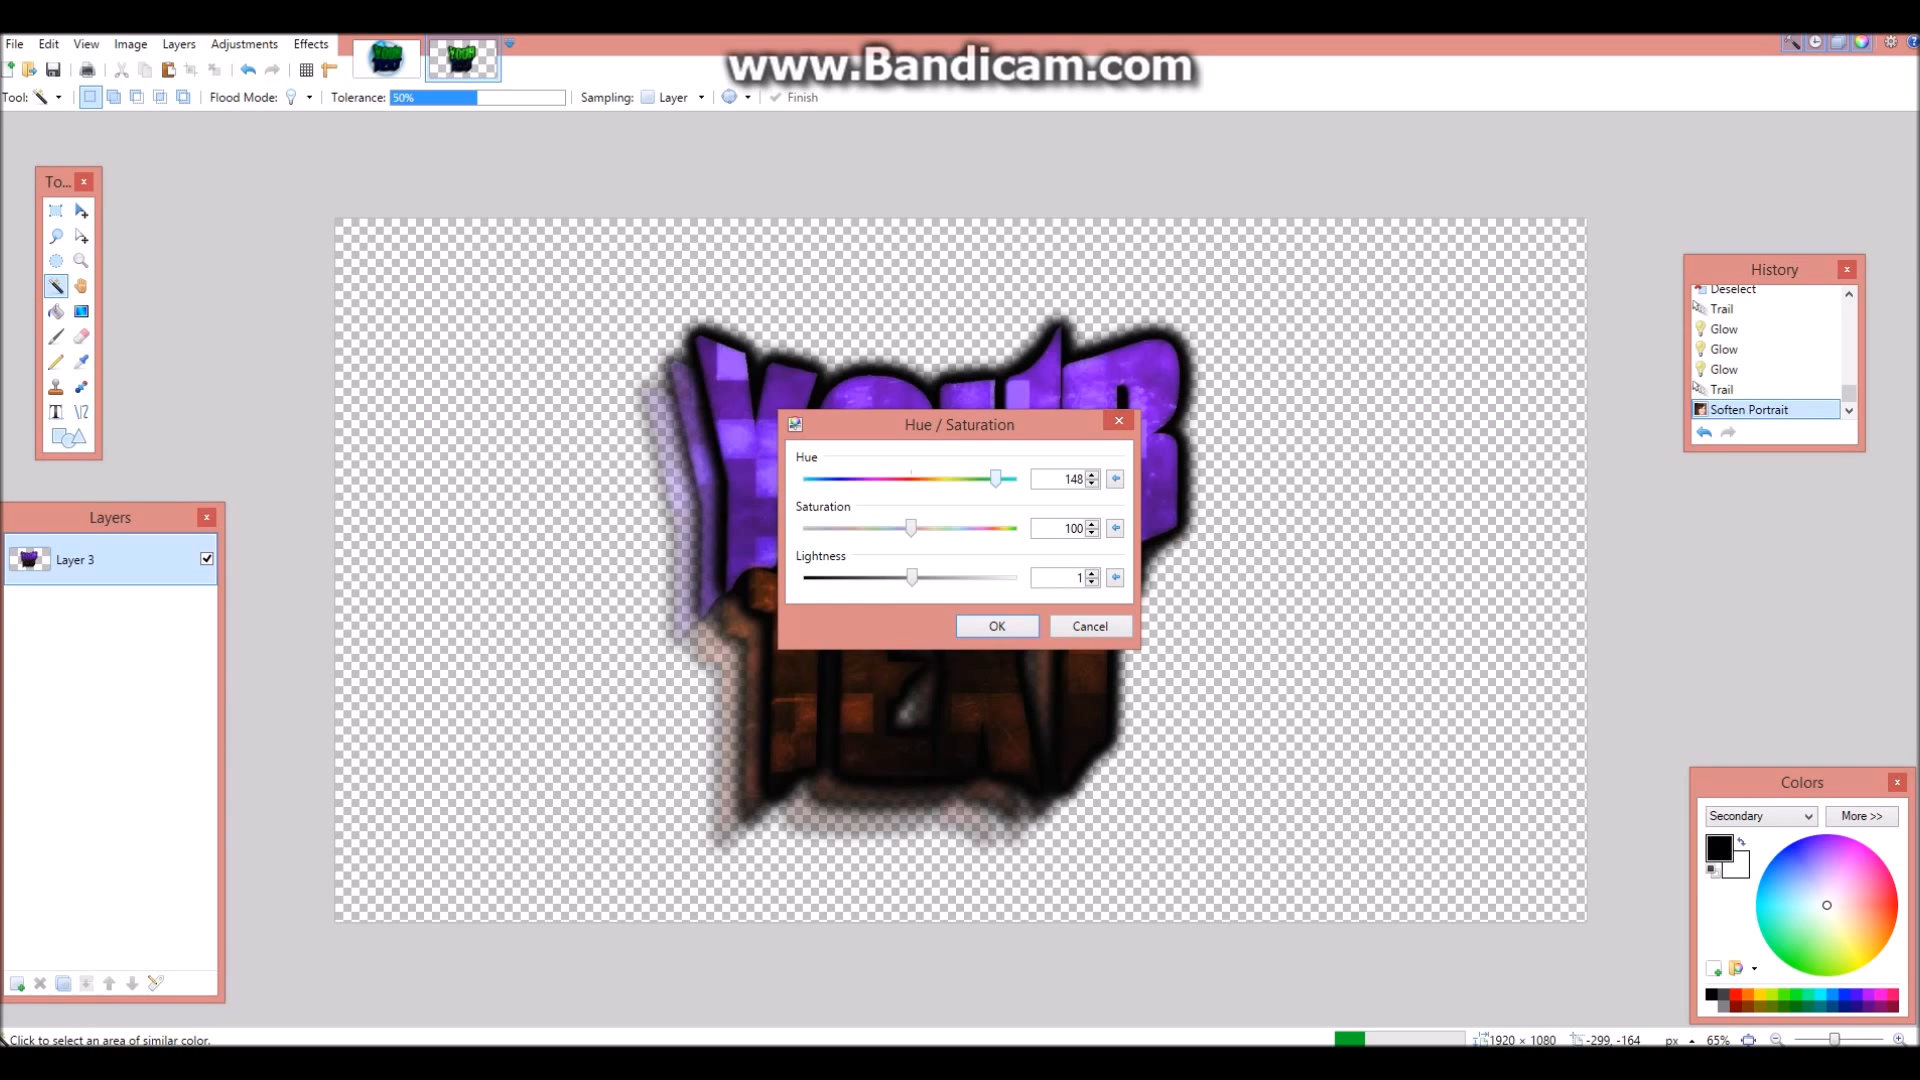 www.Bandicam.com
File Edit View Image Layers Adjustments Effects
Tool: Flood Mode: Tolerance: 50% Sampling: Layer Finish
To...
History
Deselect
Trail
Glow
Glow
Glow
Trail
Soften Portrait
YOUR
Hue / Saturation
Hue
148
Saturation
100
Lightness
1
OK Cancel
Layers
Layer 3
Colors
Secondary More >>
Click to select an area of similar color.
1920 × 1080 -299, -164 px 65%